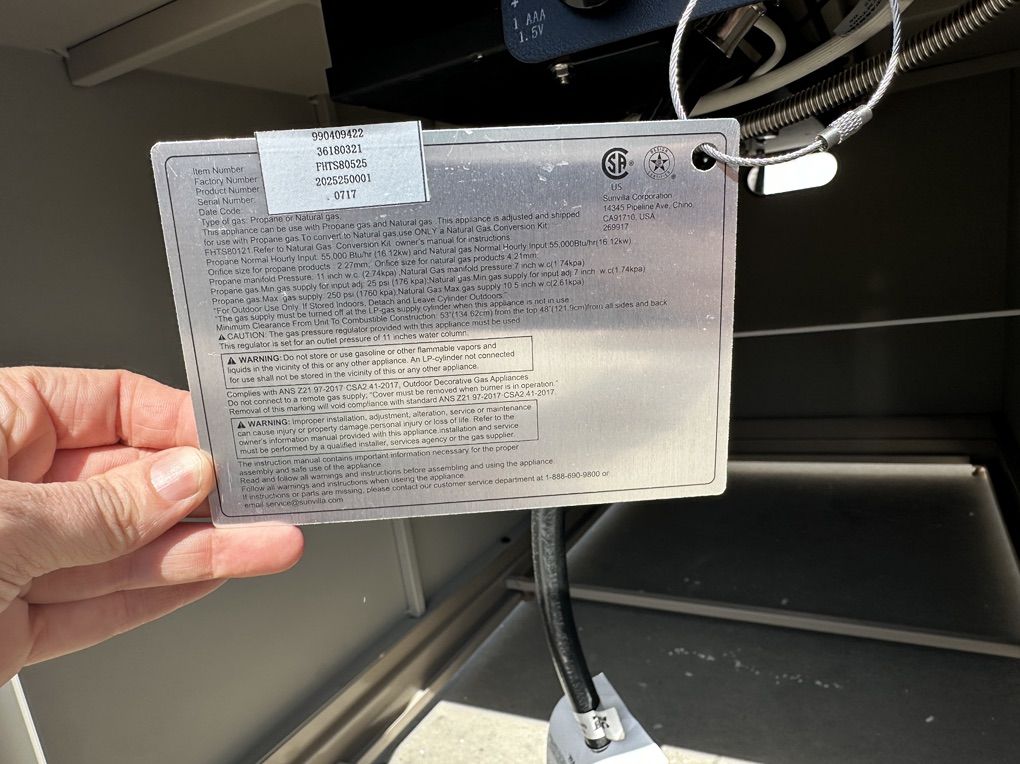 +
1 AAA
1.5V
990409422
36180321
FHTS80525
2025250001
0717
Item Number
Factory Number
Product Number
Serial Number:
Date Code:
SA®
US
DESIGN
CERTIFIED
®
Sunvilla Corporation
14345 Pipeline Ave, Chino,
CA91710, USA
269917
Type of gas: Propane or Natural gas.
This appliance can be used with Propane gas and Natural gas. This appliance is adjusted and shipped
for use with Propane gas.To convert to Natural gas,use ONLY a Natural Gas Conversion Kit
FHTS80121.Refer to Natural Gas Conversion Kit owner's manual for instructions.
Propane Normal Hourly Input: 55,000 Btu/hr (16.12kw) and Natural gas Normal Hourly Input 55,000Btu/hr(16.12kw)
Orifice size for propane products : 2.27mm; Orifice size for natural gas products 4.21mm;
Propane manifold Pressure: 11 inch w.c. (2.74kpa),Natural Gas manifold pressure 7 inch w.c(1.74kpa)
Propane gas.Min gas supply for input adj: 25 psi (176 kpa);Natural gas:Min gas supply for input adj 7 inch w.c(1.74kpa)
Propane gas.Max gas supply: 250 psi (1760 kpa);Natural Gas:Max gas supply 10.5 inch w.c(2.61kpa)
"For Outdoor Use Only. If Stored Indoors, Detach and Leave Cylinder Outdoors."
"The gas supply must be turned off at the LP-gas supply cylinder when this appliance is not in use
Minimum Clearance From Unit To Combustible Construction: 53"(134.62cm) from the top 48"(121.9cm)from all sides and back
⚠ CAUTION: The gas pressure regulator provided with this appliance must be used
This regulator is set for an outlet pressure of 11 inches water column.
⚠ WARNING: Do not store or use gasoline or other flammable vapors and
liquids in the vicinity of this or any other appliance. An LP-cylinder not connected
for use shall not be stored in the vicinity of this or any other appliance.
Complies with ANS Z21.97-2017·CSA2.41-2017, Outdoor Decorative Gas Appliances
Do not connect to a remote gas supply; "Cover must be removed when burner is in operation."
Removal of this marking will void compliance with standard ANS Z21.97-2017·CSA2.41-2017.
⚠ WARNING: Improper installation, adjustment, alteration, service or maintenance
can cause injury or property damage,personal injury or loss of life. Refer to the
owner's information manual provided with this appliance.Installation and service
must be performed by a qualified installer, services agency or the gas supplier.
The instruction manual contains important information necessary for the proper
assembly and safe use of the appliance.
Read and follow all warnings and instructions before assembling and using the appliance.
Follow all warnings and instructions when using the appliance.
If instructions or parts are missing, please contact our customer service department at 1-888-690-9800 or
email service@sunvilla.com